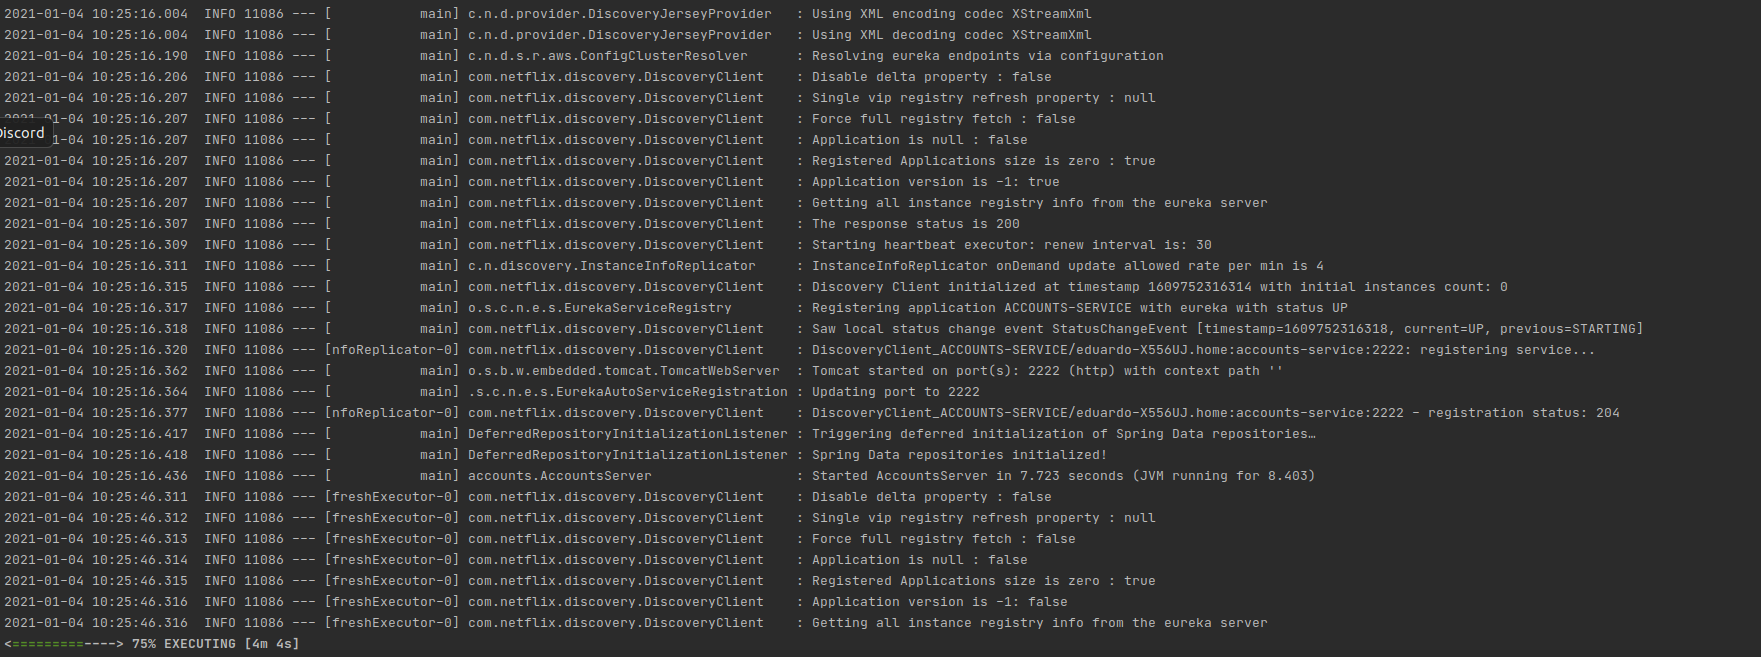 2021-01-04 10:25:16.004  INFO 11086 --- [           main] c.n.d.provider.DiscoveryJerseyProvider   : Using XML encoding codec XStreamXml
2021-01-04 10:25:16.004  INFO 11086 --- [           main] c.n.d.provider.DiscoveryJerseyProvider   : Using XML decoding codec XStreamXml
2021-01-04 10:25:16.190  INFO 11086 --- [           main] c.n.d.s.r.aws.ConfigClusterResolver      : Resolving eureka endpoints via configuration
2021-01-04 10:25:16.206  INFO 11086 --- [           main] com.netflix.discovery.DiscoveryClient    : Disable delta property : false
2021-01-04 10:25:16.207  INFO 11086 --- [           main] com.netflix.discovery.DiscoveryClient    : Single vip registry refresh property : null
2021-01-04 10:25:16.207  INFO 11086 --- [           main] com.netflix.discovery.DiscoveryClient    : Force full registry fetch : false
Discord
1-04 10:25:16.207  INFO 11086 --- [           main] com.netflix.discovery.DiscoveryClient    : Application is null : false
2021-01-04 10:25:16.207  INFO 11086 --- [           main] com.netflix.discovery.DiscoveryClient    : Registered Applications size is zero : true
2021-01-04 10:25:16.207  INFO 11086 --- [           main] com.netflix.discovery.DiscoveryClient    : Application version is -1: true
2021-01-04 10:25:16.207  INFO 11086 --- [           main] com.netflix.discovery.DiscoveryClient    : Getting all instance registry info from the eureka server
2021-01-04 10:25:16.307  INFO 11086 --- [           main] com.netflix.discovery.DiscoveryClient    : The response status is 200
2021-01-04 10:25:16.309  INFO 11086 --- [           main] com.netflix.discovery.DiscoveryClient    : Starting heartbeat executor: renew interval is: 30
2021-01-04 10:25:16.311  INFO 11086 --- [           main] c.n.discovery.InstanceInfoReplicator     : InstanceInfoReplicator onDemand update allowed rate per min is 4
2021-01-04 10:25:16.315  INFO 11086 --- [           main] com.netflix.discovery.DiscoveryClient    : Discovery Client initialized at timestamp 1609752316314 with initial instances count: 0
2021-01-04 10:25:16.317  INFO 11086 --- [           main] o.s.c.n.e.s.EurekaServiceRegistry        : Registering application ACCOUNTS-SERVICE with eureka with status UP
2021-01-04 10:25:16.318  INFO 11086 --- [           main] com.netflix.discovery.DiscoveryClient    : Saw local status change event StatusChangeEvent [timestamp=1609752316318, current=UP, previous=STARTING]
2021-01-04 10:25:16.320  INFO 11086 --- [nfoReplicator-0] com.netflix.discovery.DiscoveryClient    : DiscoveryClient_ACCOUNTS-SERVICE/eduardo-X556UJ.home:accounts-service:2222: registering service...
2021-01-04 10:25:16.362  INFO 11086 --- [           main] o.s.b.w.embedded.tomcat.TomcatWebServer  : Tomcat started on port(s): 2222 (http) with context path ''
2021-01-04 10:25:16.364  INFO 11086 --- [           main] .s.c.n.e.s.EurekaAutoServiceRegistration : Updating port to 2222
2021-01-04 10:25:16.377  INFO 11086 --- [nfoReplicator-0] com.netflix.discovery.DiscoveryClient    : DiscoveryClient_ACCOUNTS-SERVICE/eduardo-X556UJ.home:accounts-service:2222 - registration status: 204
2021-01-04 10:25:16.417  INFO 11086 --- [           main] DeferredRepositoryInitializationListener : Triggering deferred initialization of Spring Data repositories…
2021-01-04 10:25:16.418  INFO 11086 --- [           main] DeferredRepositoryInitializationListener : Spring Data repositories initialized!
2021-01-04 10:25:16.436  INFO 11086 --- [           main] accounts.AccountsServer                  : Started AccountsServer in 7.723 seconds (JVM running for 8.403)
2021-01-04 10:25:46.311  INFO 11086 --- [freshExecutor-0] com.netflix.discovery.DiscoveryClient    : Disable delta property : false
2021-01-04 10:25:46.312  INFO 11086 --- [freshExecutor-0] com.netflix.discovery.DiscoveryClient    : Single vip registry refresh property : null
2021-01-04 10:25:46.313  INFO 11086 --- [freshExecutor-0] com.netflix.discovery.DiscoveryClient    : Force full registry fetch : false
2021-01-04 10:25:46.314  INFO 11086 --- [freshExecutor-0] com.netflix.discovery.DiscoveryClient    : Application is null : false
2021-01-04 10:25:46.315  INFO 11086 --- [freshExecutor-0] com.netflix.discovery.DiscoveryClient    : Registered Applications size is zero : true
2021-01-04 10:25:46.316  INFO 11086 --- [freshExecutor-0] com.netflix.discovery.DiscoveryClient    : Application version is -1: false
2021-01-04 10:25:46.316  INFO 11086 --- [freshExecutor-0] com.netflix.discovery.DiscoveryClient    : Getting all instance registry info from the eureka server
<=========----> 75% EXECUTING [4m 4s]